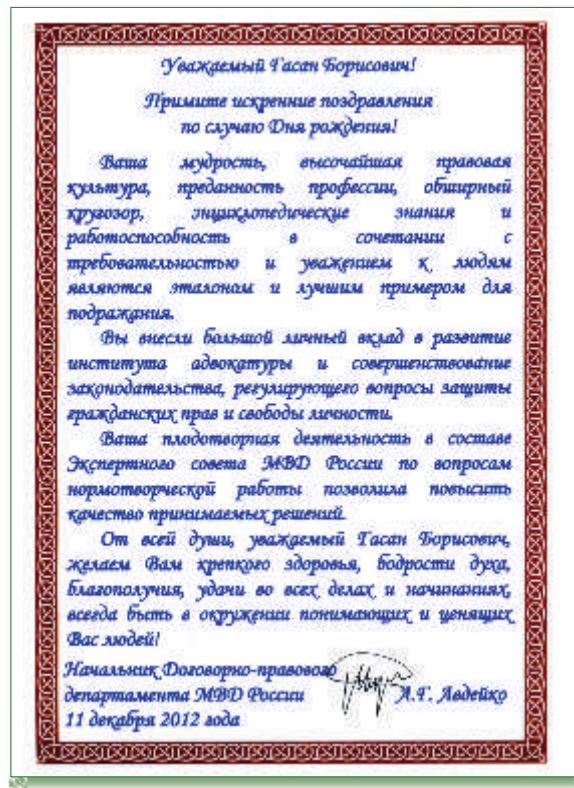 Уважаемый Гасан Борисович!
Примите искренние поздравления
по случаю Дня рождения!
Ваша мудрость, высочайшая правовая
культура, преданность профессии, обширный
кругозор, энциклопедические знания и
работоспособность в сочетании с
требовательностью и уважением к людям
являются эталоном и лучшим примером для
подражания.
Вы внесли большой личный вклад в развитие
института адвокатуры и совершенствование
законодательства, регулирующего вопросы защиты
гражданских прав и свободы личности.
Ваша плодотворная деятельность в составе
Экспертного совета МВД России по вопросам
нормотворческой работы позволила повысить
качество принимаемых решений.
От всей души, уважаемый Гасан Борисович,
желаем Вам крепкого здоровья, бодрости духа,
благополучия, удачи во всех делах и начинаниях,
всегда быть в окружении понимающих и ценящих
Вас людей!
Начальник Договорно-правового
департамента МВД России А.Г. Авдейко
11 декабря 2012 года